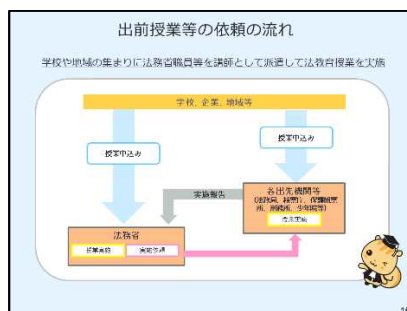 出前授業等の依頼の流れ
学校や地域の集まりに法務省職員等を講師として派遣して法教育授業を実施
学校、企業、地域等
授業申込み
授業申込み
実施報告
各出先機関等
(法務局、検察庁、保護観察
所、刑務所、少年院等)
授業実施
法務省
授業実施
実施依頼